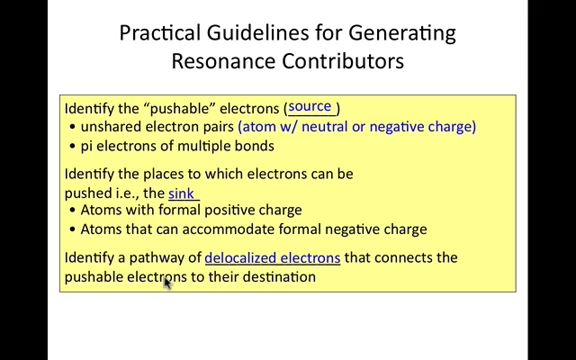 Practical Guidelines for Generating
Resonance Contributors
Identify the “pushable” electrons (source)
• unshared electron pairs (atom w/ neutral or negative charge)
• pi electrons of multiple bonds
Identify the places to which electrons can be
pushed i.e., the sink
• Atoms with formal positive charge
• Atoms that can accommodate formal negative charge
Identify a pathway of delocalized electrons that connects the
pushable electrons to their destination